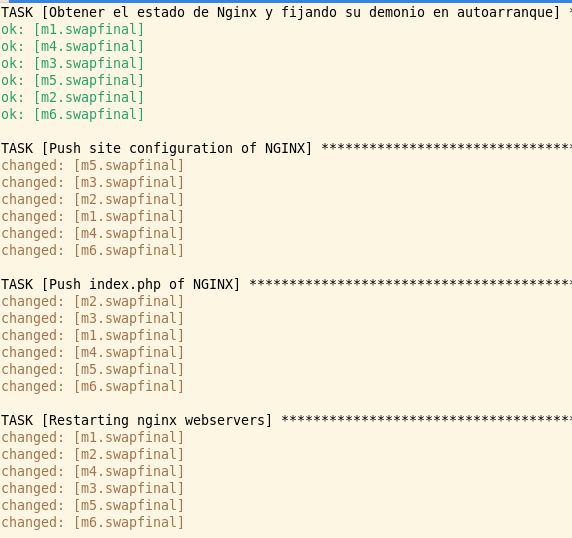 TASK [Obtener el estado de Nginx y fijando su demonio en autoarranque] *
ok: [m1.swapfinal]
ok: [m4.swapfinal]
ok: [m3.swapfinal]
ok: [m5.swapfinal]
ok: [m2.swapfinal]
ok: [m6.swapfinal]
TASK [Push site configuration of NGINX] *******************************
changed: [m5.swapfinal]
changed: [m3.swapfinal]
changed: [m2.swapfinal]
changed: [m1.swapfinal]
changed: [m4.swapfinal]
changed: [m6.swapfinal]
TASK [Push index.php of NGINX] ****************************************
changed: [m2.swapfinal]
changed: [m3.swapfinal]
changed: [m1.swapfinal]
changed: [m4.swapfinal]
changed: [m5.swapfinal]
changed: [m6.swapfinal]
TASK [Restarting nginx webservers] ************************************
changed: [m1.swapfinal]
changed: [m2.swapfinal]
changed: [m4.swapfinal]
changed: [m3.swapfinal]
changed: [m5.swapfinal]
changed: [m6.swapfinal]